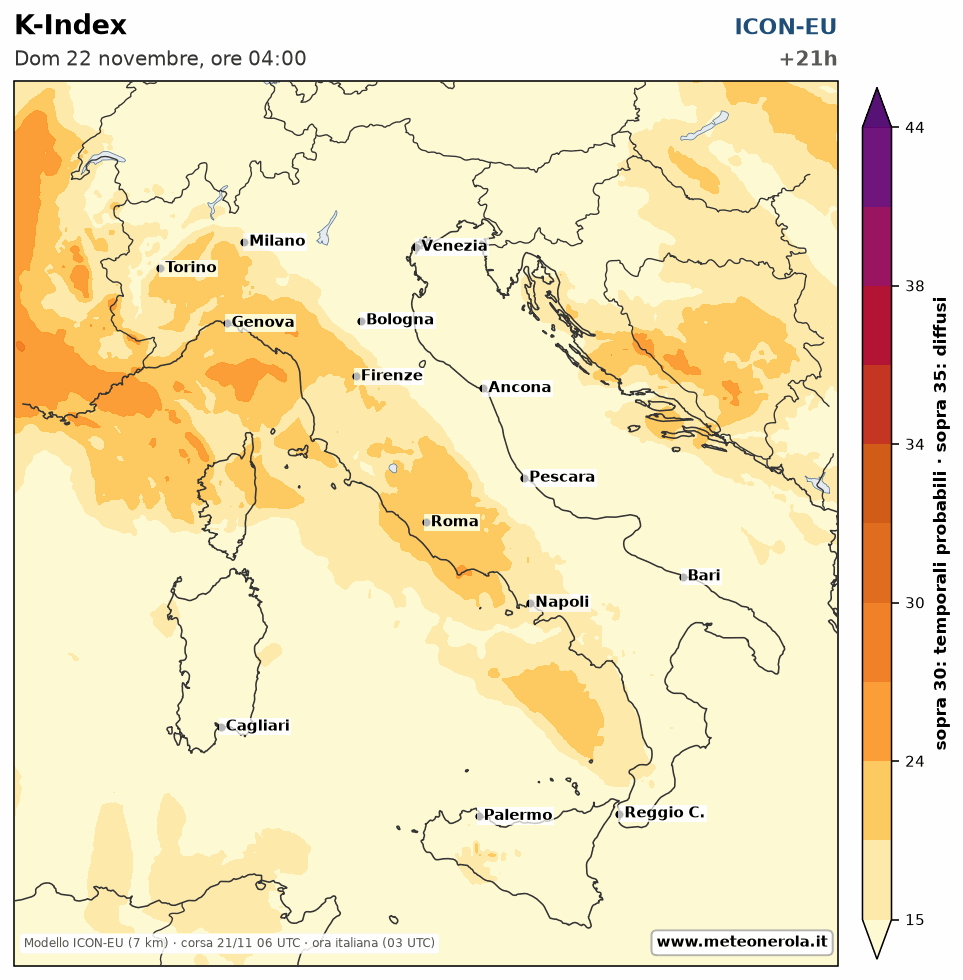 K-Index
ICON-EU
Dom 22 novembre, ore 04:00
+21h
44
38
34
30
24
15
sopra 30: temporali probabili · sopra 35: diffusi
Milano
Venezia
Torino
Genova
Bologna
Firenze
Ancona
Pescara
Roma
Bari
Napoli
Cagliari
Palermo
Reggio C.
Modello ICON-EU (7 km) · corsa 21/11 06 UTC · ora italiana (03 UTC)
www.meteonerola.it